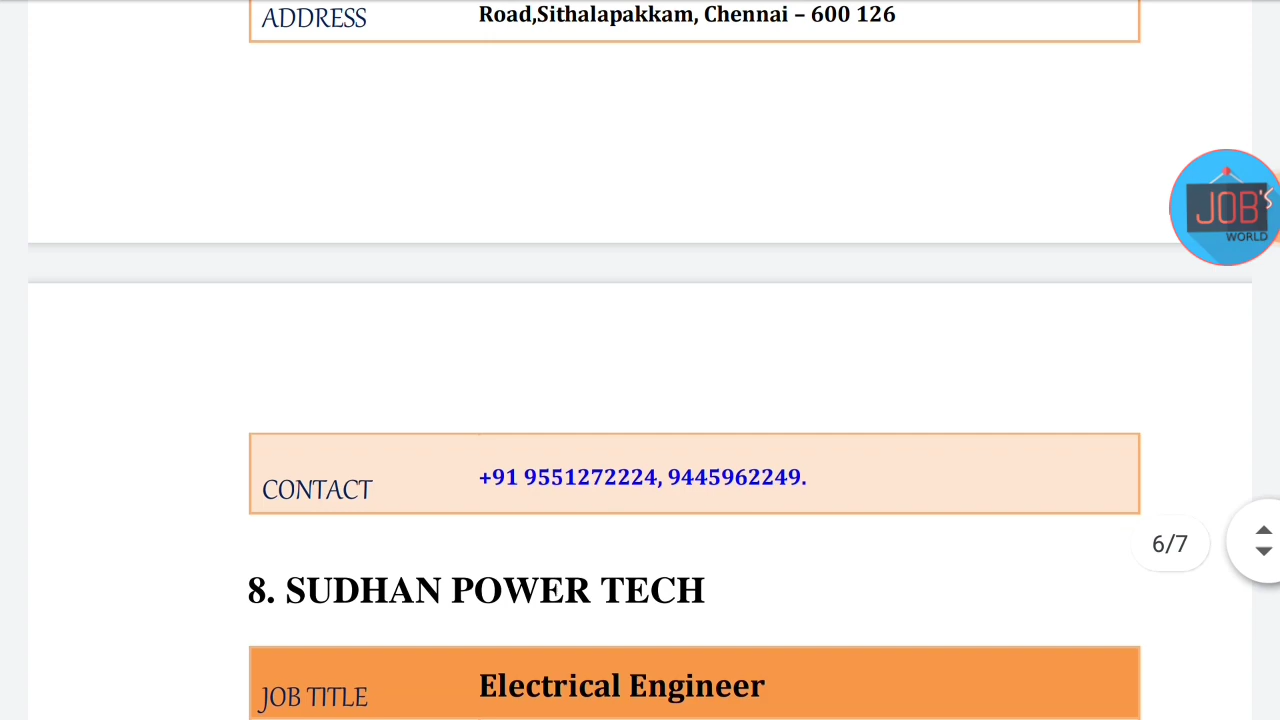 ADDRESS Road,Sithalapakkam, Chennai – 600 126
JOB'S
WORLD
CONTACT +91 9551272224, 9445962249.
6/7
8. SUDHAN POWER TECH
JOB TITLE Electrical Engineer